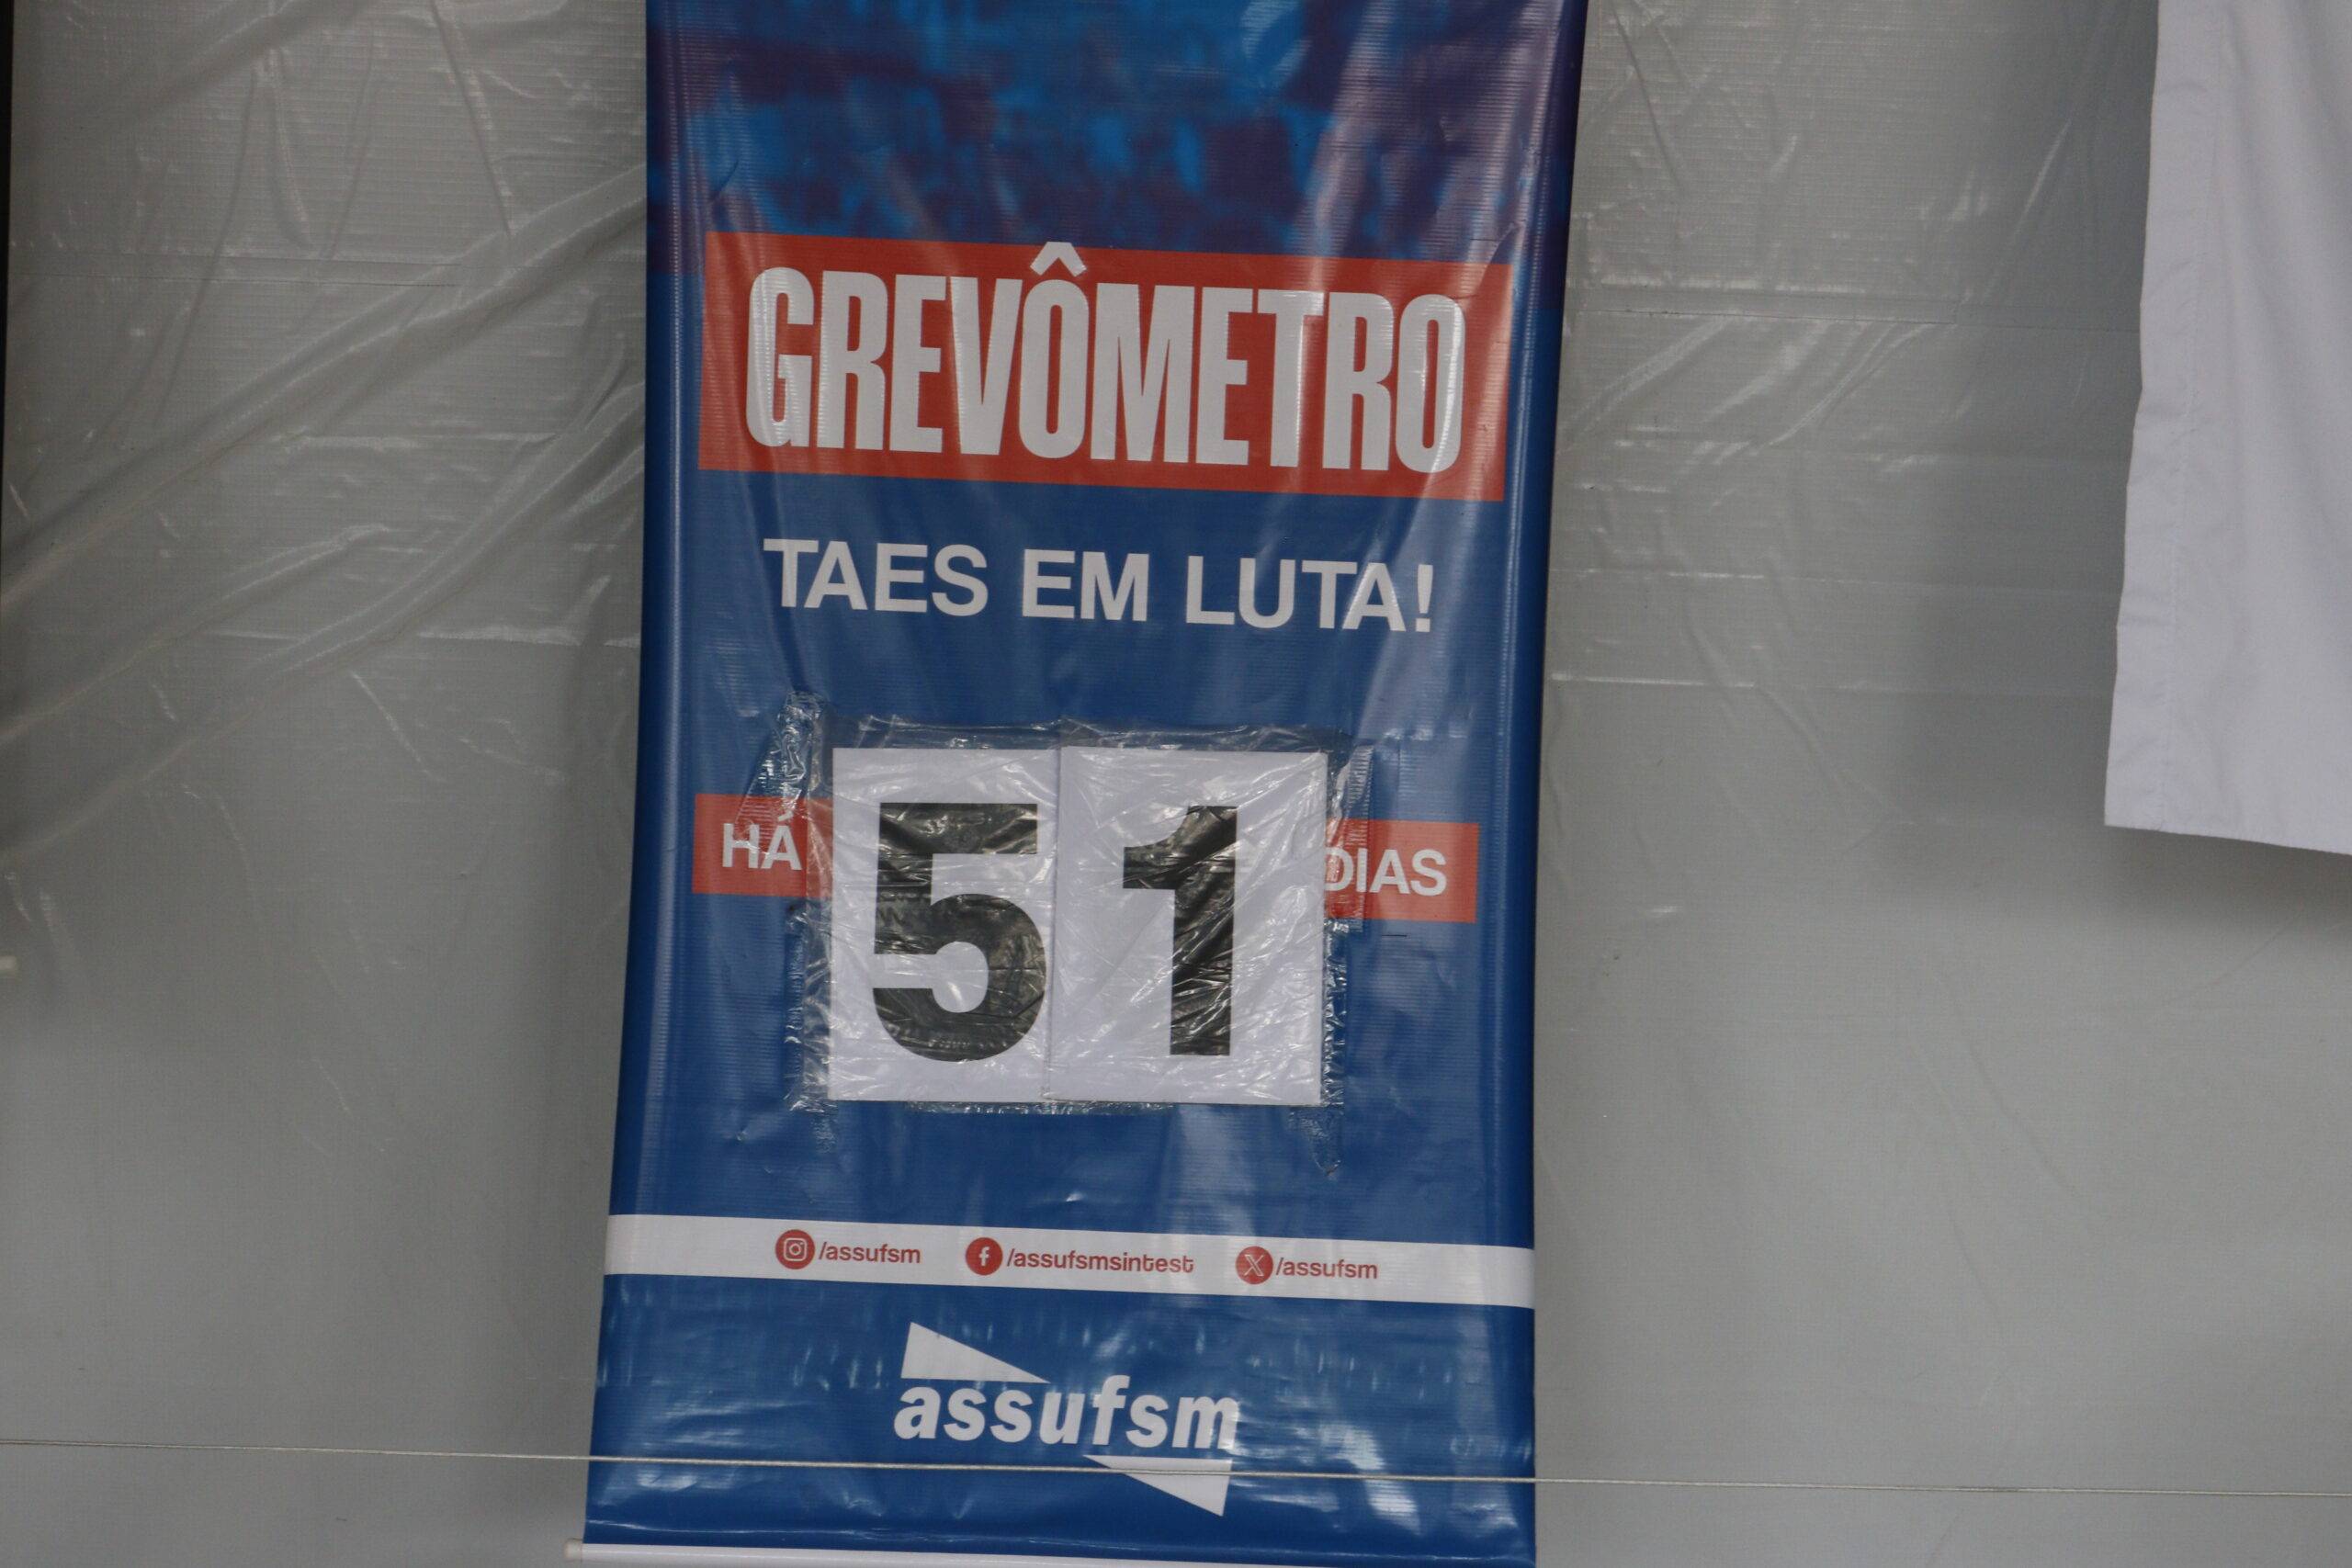 GREVÔMETRO
TAES EM LUTA!
HÁ 51 DIAS
/assufsm /assufsmsintest /assufsm
assufsm